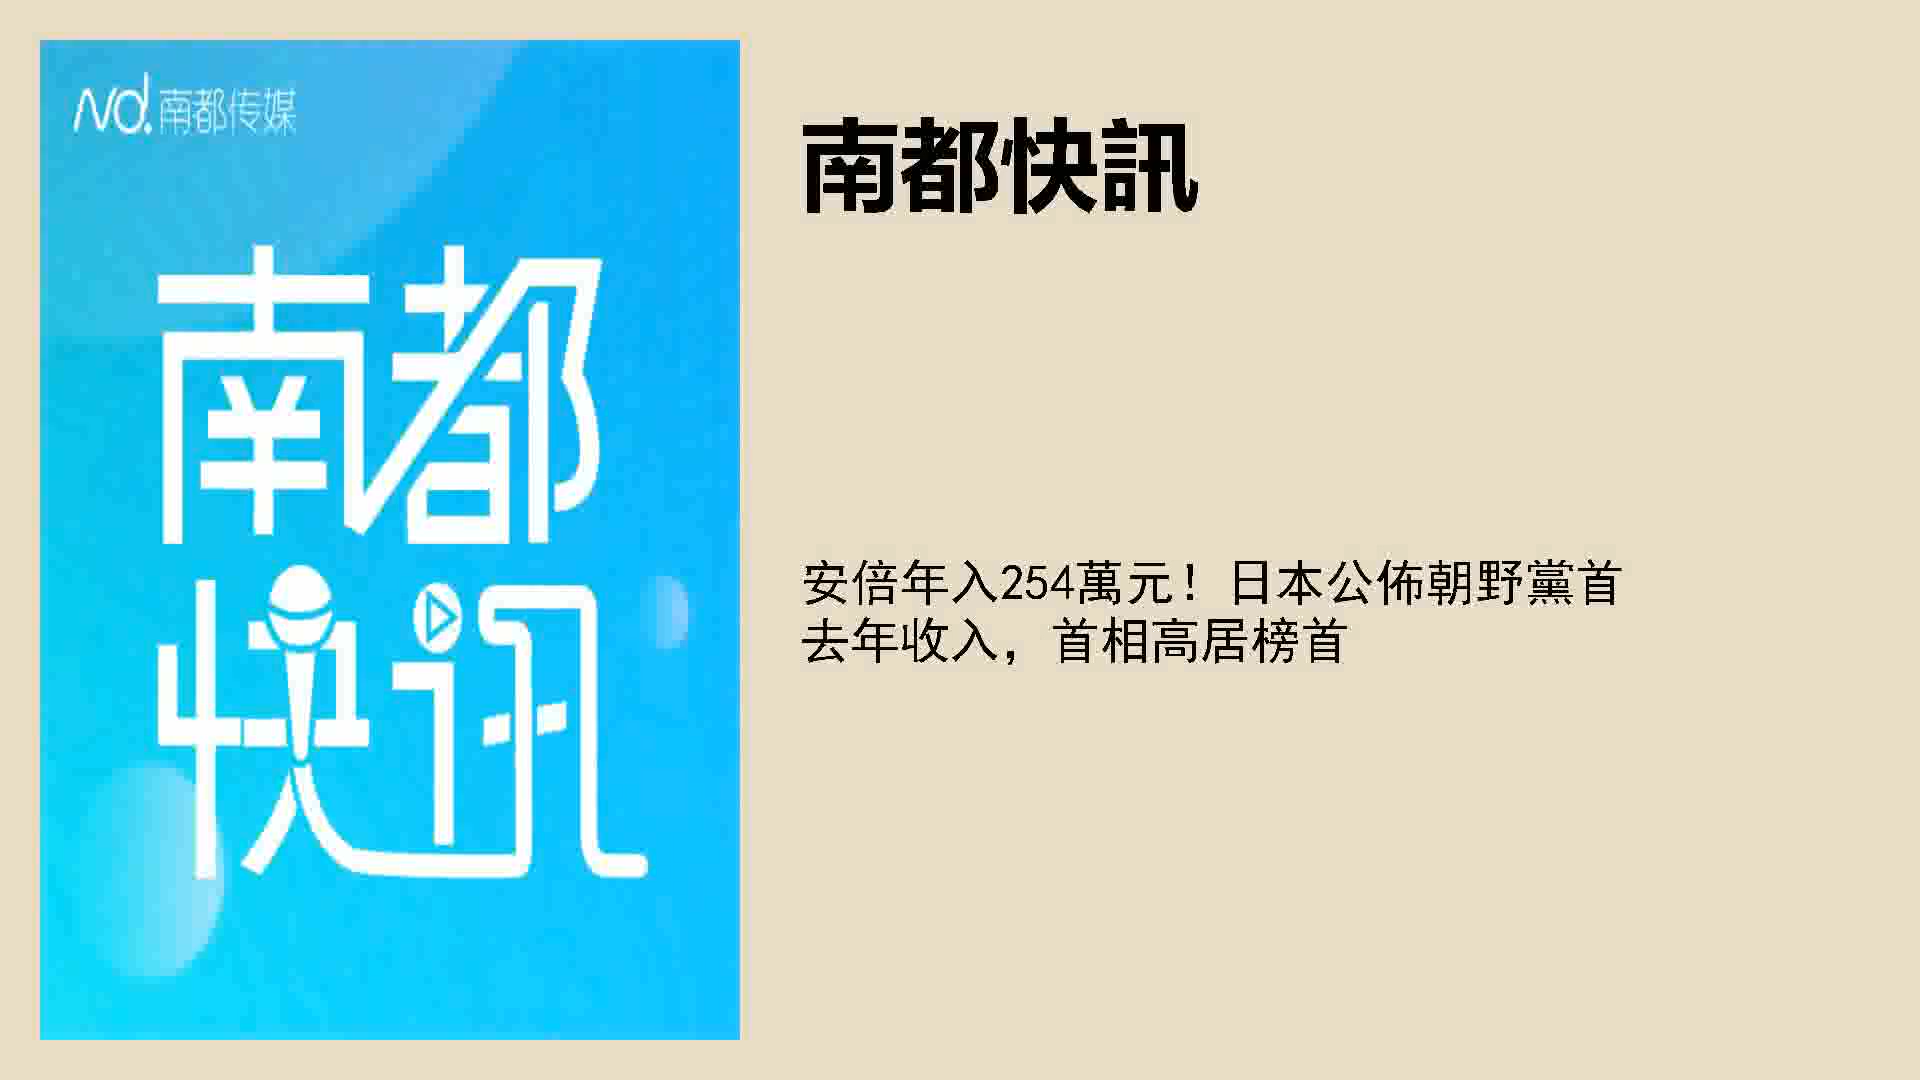 Nd.南都传媒
南都
快讯
南都快訊
安倍年入254萬元！日本公佈朝野黨首
去年收入，首相高居榜首